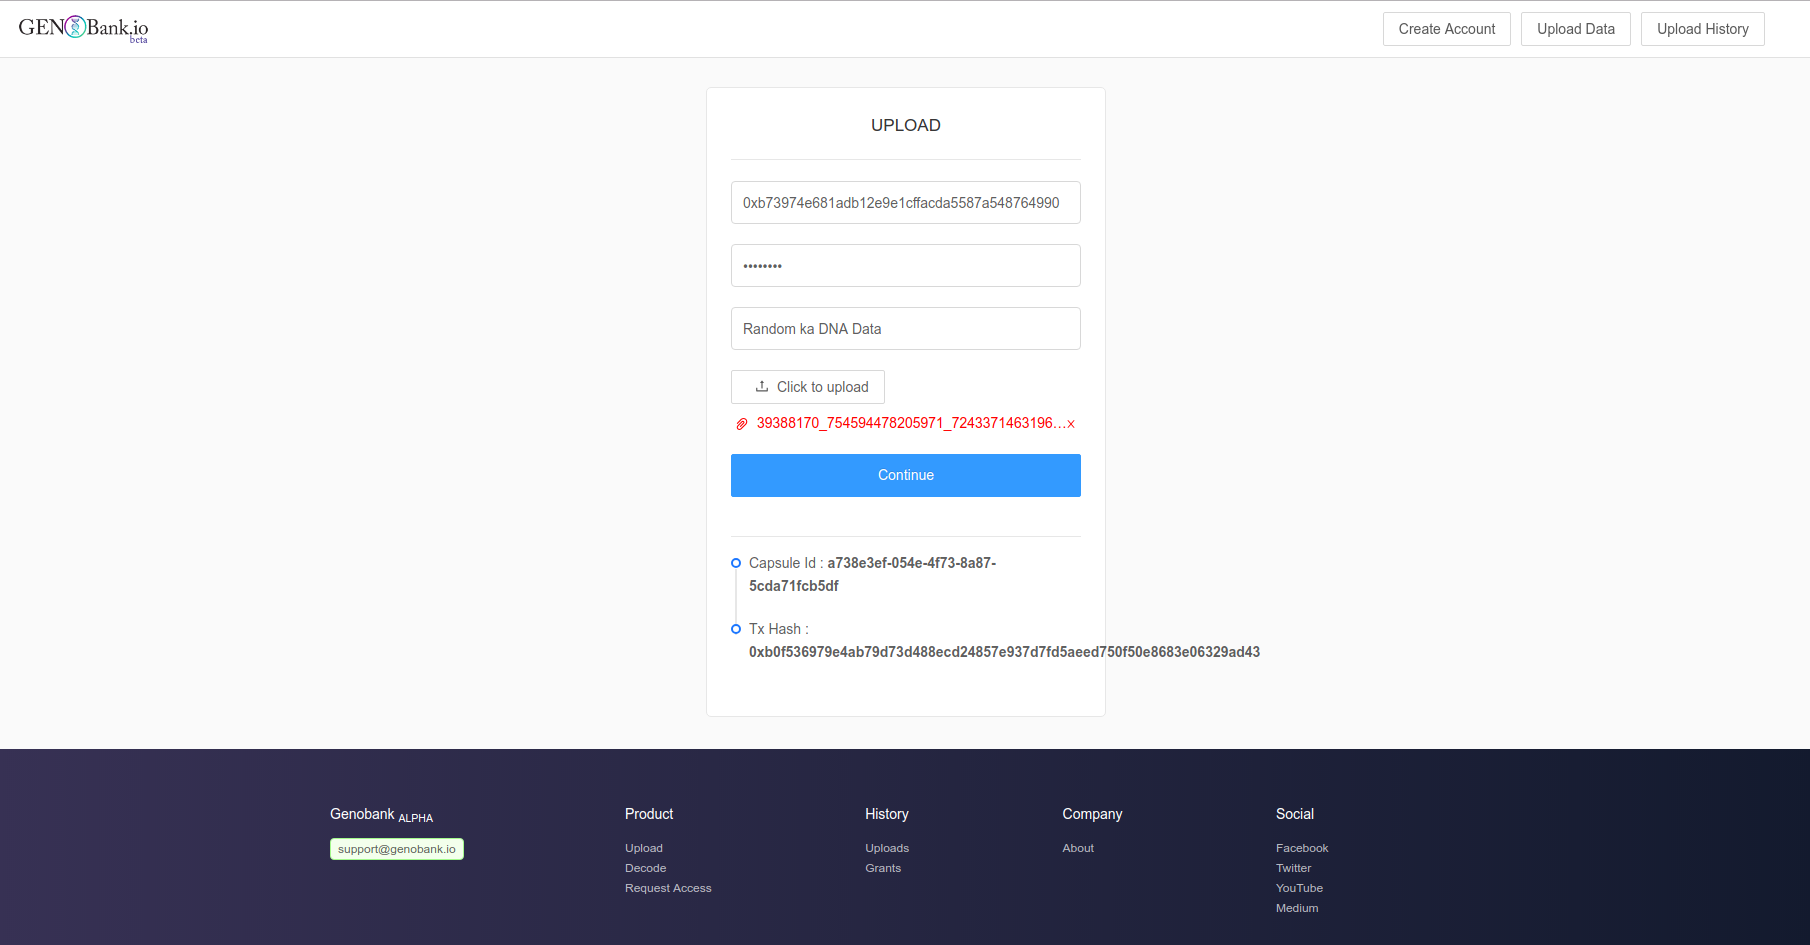 GENOBank.io
beta
Create Account
Upload Data
Upload History
UPLOAD
0xb73974e681adb12e9e1cffacda5587a548764990
••••••••
Random ka DNA Data
Click to upload
39388170_754594478205971_7243371463196...x
Continue
Capsule Id : a738e3ef-054e-4f73-8a87-
5cda71fcb5df
Tx Hash :
0xb0f536979e4ab79d73d488ecd24857e937d7fd5aeed750f50e8683e06329ad43
Genobank ALPHA
support@genobank.io
Product
Upload
Decode
Request Access
History
Uploads
Grants
Company
About
Social
Facebook
Twitter
YouTube
Medium